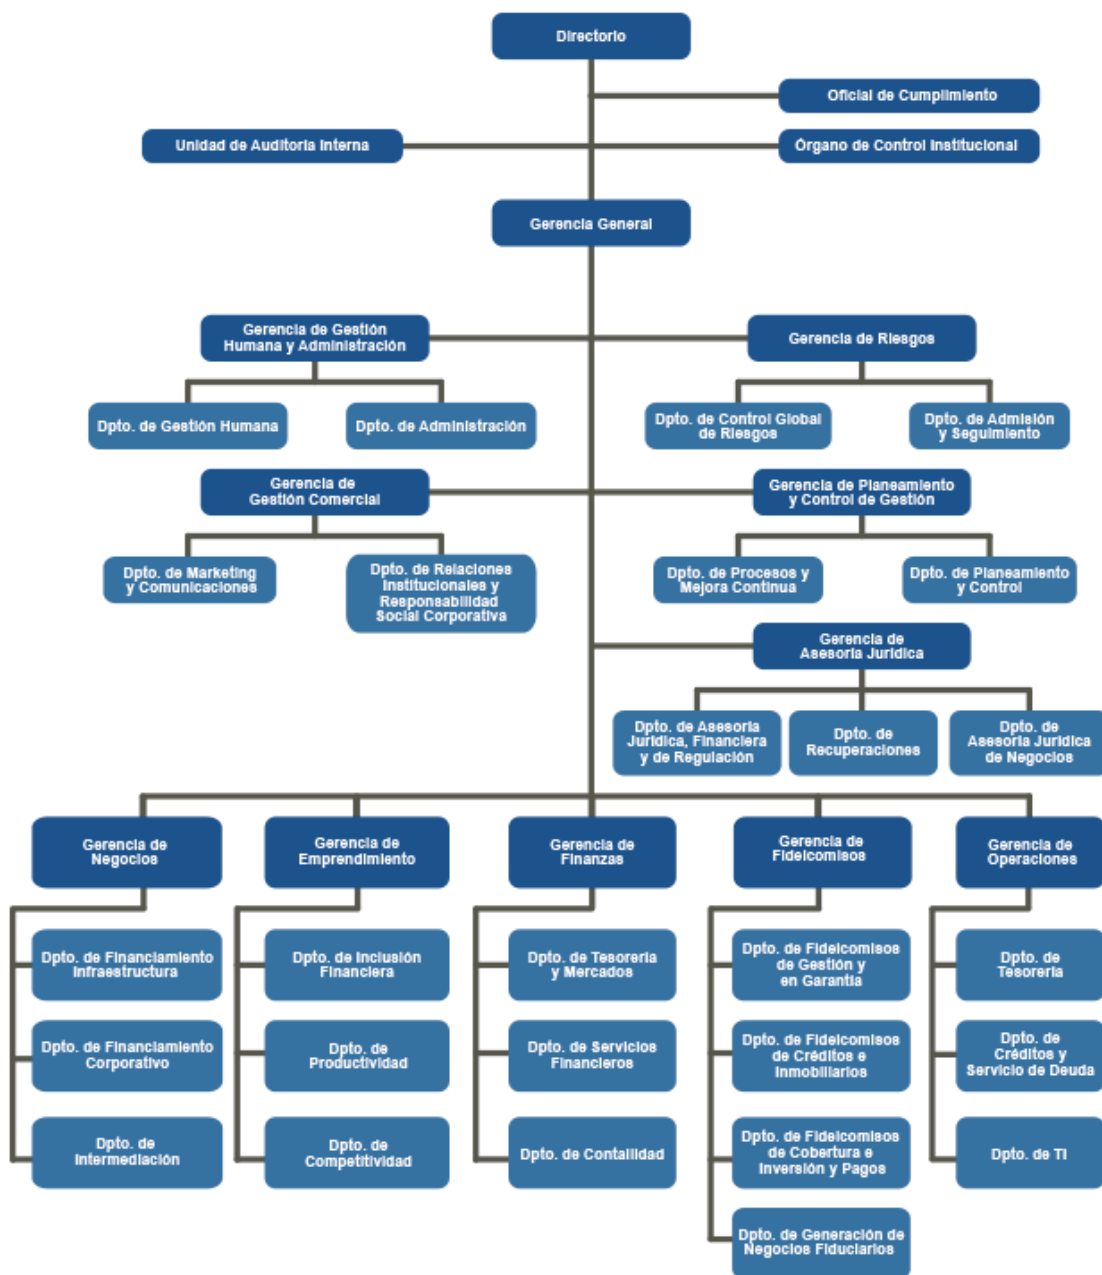 Directorio
Oficial de Cumplimiento
Unidad de Auditoria Interna
Órgano de Control Institucional
Gerencia General
Gerencia de Gestión
Humana y Administración
Gerencia de Riesgos
Dpto. de Gestión Humana
Dpto. de Administración
Dpto. de Control Global
de Riesgos
Dpto. de Admisión
y Seguimiento
Gerencia de
Gestión Comercial
Gerencia de Planeamiento
y Control de Gestión
Dpto. de Marketing
y Comunicaciones
Dpto. de Relaciones
Institucionales y
Responsabilidad
Social Corporativa
Dpto. de Procesos y
Mejora Continua
Dpto. de Planeamiento
y Control
Gerencia de
Asesoría Jurídica
Dpto. de Asesoría
Jurídica, Financiera
y de Regulación
Dpto. de
Recuperaciones
Dpto. de
Asesoría Jurídica
de Negocios
Gerencia de
Negocios
Gerencia de
Emprendimiento
Gerencia de
Finanzas
Gerencia de
Fideicomisos
Gerencia de
Operaciones
Dpto. de Financiamiento
Infraestructura
Dpto. de Inclusión
Financiera
Dpto. de Tesorería
y Mercados
Dpto. de Fideicomisos
de Gestión y
en Garantía
Dpto. de
Tesorería
Dpto. de Financiamiento
Corporativo
Dpto. de
Productividad
Dpto. de Servicios
Financieros
Dpto. de Fideicomisos
de Créditos e
Inmobiliarios
Dpto. de
Créditos y
Servicio de Deuda
Dpto. de
Intermediación
Dpto. de
Competitividad
Dpto. de Contailidad
Dpto. de Fideicomisos
de Cobertura e
Inversión y Pagos
Dpto. de TI
Dpto. de Generación de
Negocios Fiduciarios